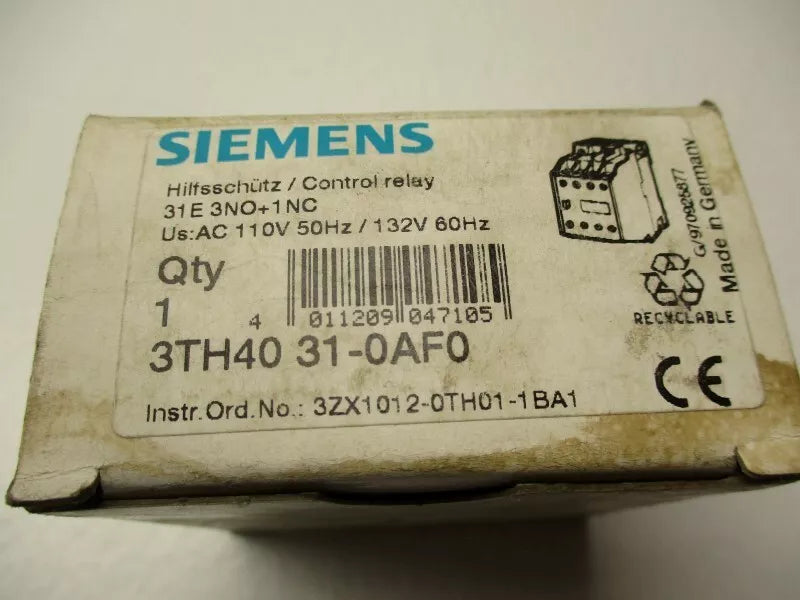 SIEMENS
Hilfsschütz / Control relay
31E 3NO+1NC
Us:AC 110V 50Hz / 132V 60Hz
Qty
1
4 011209 047105
3TH40 31-0AF0
Instr.Ord.No.: 3ZX1012-0TH01-1BA1
RECYCLABLE
G/970925877
Made in Germany
CE